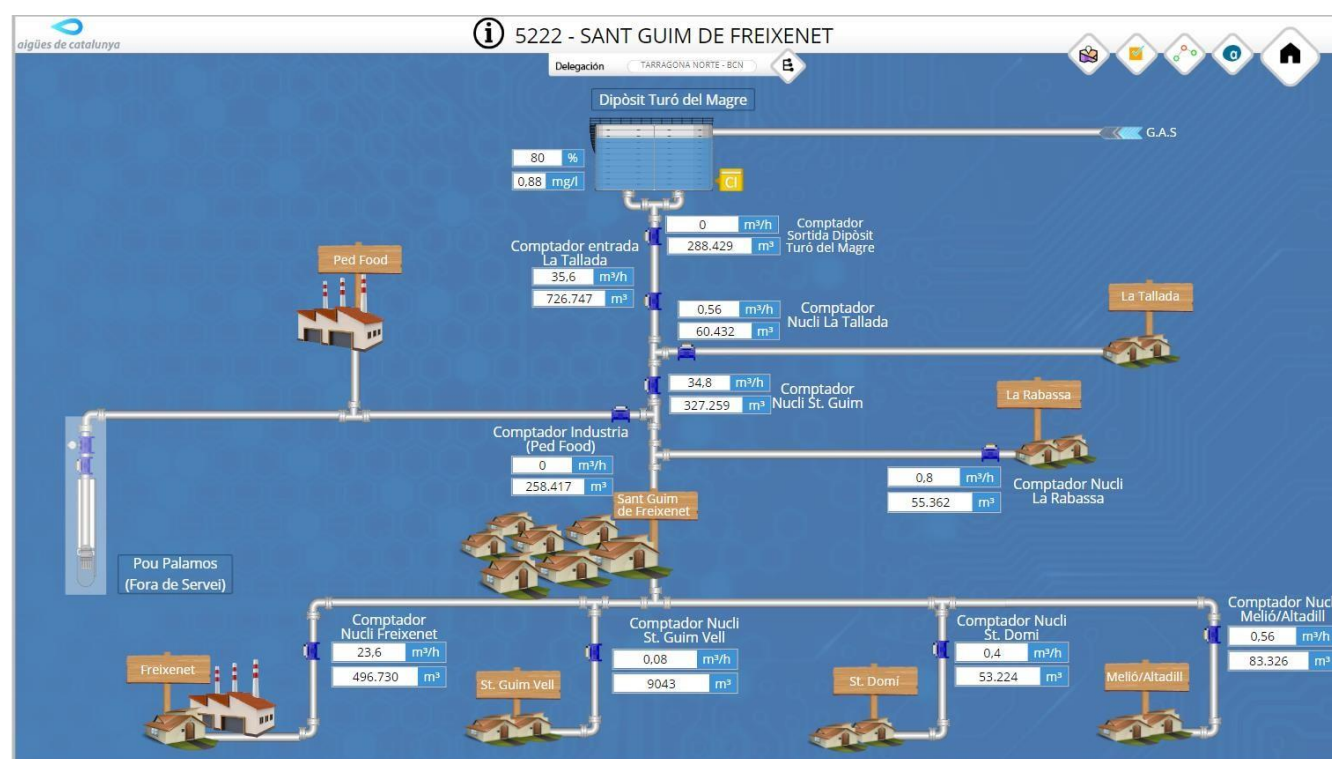 aigües de catalunya
5222 - SANT GUIM DE FREIXENET
Delegación TARRAGONA NORTE - BCN
Dipòsit Turó del Magre
G.A.S
80 %
0,88 mg/l
Cl
0 m³/h
288.429 m³
Comptador
Sortida Dipòsit
Turó del Magre
Comptador entrada
La Tallada
35,6 m³/h
726.747 m³
Ped Food
0,56 m³/h
60.432 m³
Comptador
Nucli La Tallada
La Tallada
34,8 m³/h
327.259 m³
Comptador
Nucli St. Guim
La Rabassa
Comptador Industria
(Ped Food)
0 m³/h
258.417 m³
0,8 m³/h
55.362 m³
Comptador Nucli
La Rabassa
Sant Guim
de Freixenet
Pou Palamos
(Fora de Servei)
Comptador
Nucli Freixenet
23,6 m³/h
496.730 m³
Freixenet
Comptador Nucli
St. Guim Vell
0,08 m³/h
9043 m³
St. Guim Vell
Comptador Nucli
St. Domí
0,4 m³/h
53.224 m³
St. Domí
Comptador Nucl
Melió/Altadill
0,56 m³/h
83.326 m³
Melió/Altadill